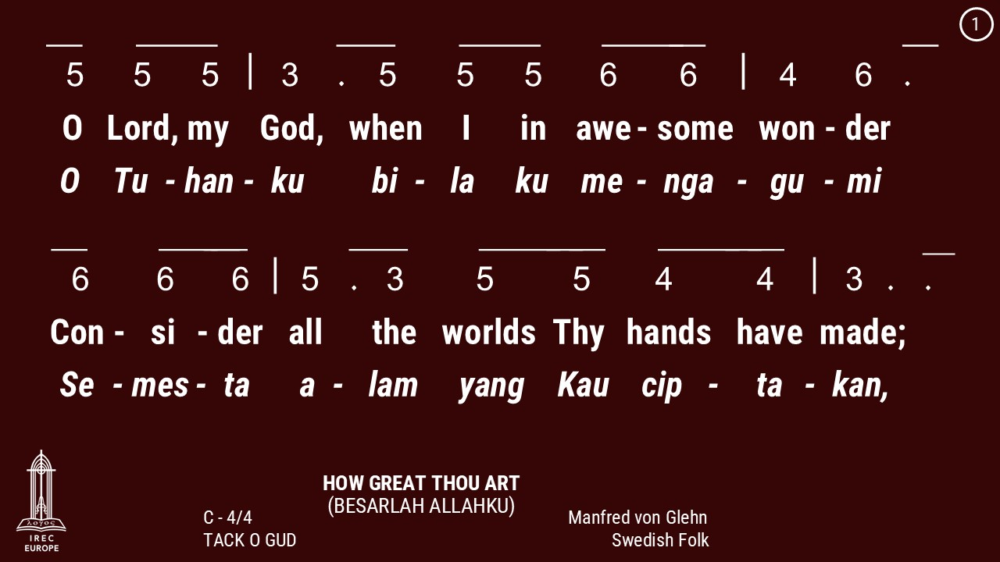 1
5 5 5 | 3 . 5 5 5 6 6 | 4 6 .
O Lord, my God, when I in awe - some won - der
O Tu - han - ku bi - la ku me - nga - gu - mi
6 6 6 | 5 . 3 5 5 4 4 | 3 . .
Con - si - der all the worlds Thy hands have made;
Se - mes - ta a - lam yang Kau cip - ta - kan,
HOW GREAT THOU ART
(BESARLAH ALLAHKU)
C - 4/4
TACK O GUD
Manfred von Glehn
Swedish Folk
λόγος
IREC
EUROPE